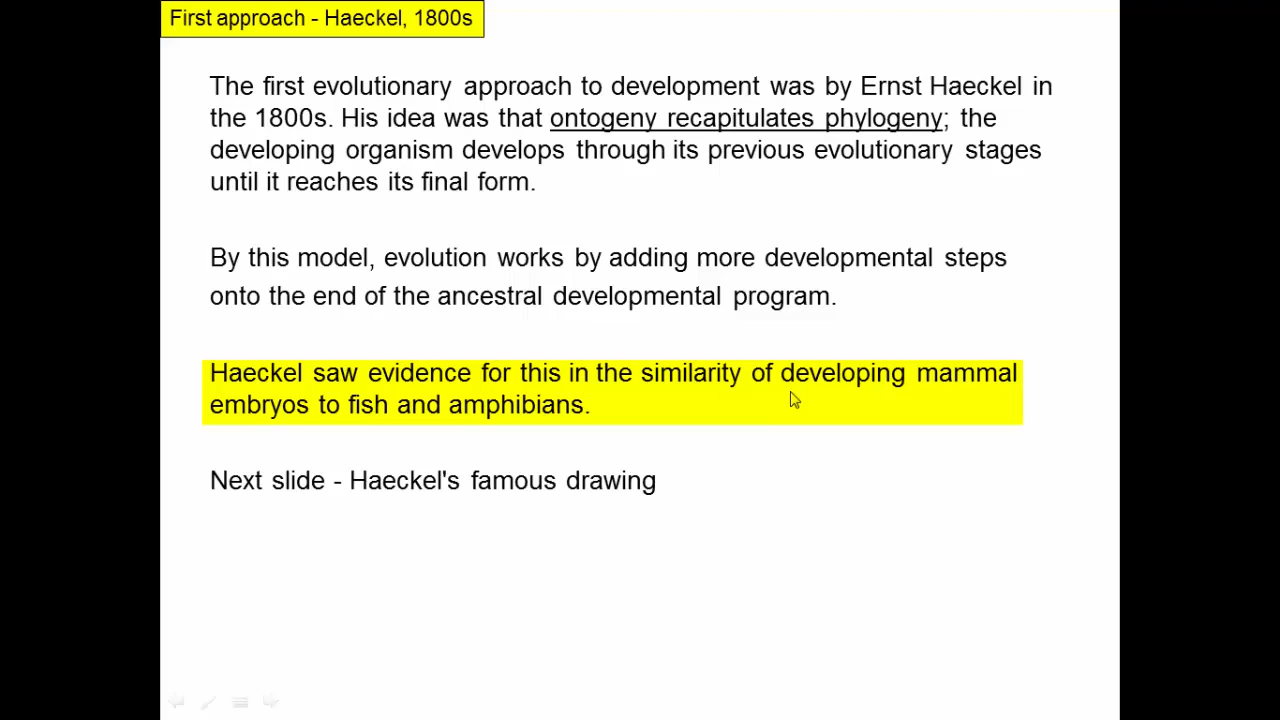 First approach - Haeckel, 1800s
The first evolutionary approach to development was by Ernst Haeckel in
the 1800s. His idea was that ontogeny recapitulates phylogeny; the
developing organism develops through its previous evolutionary stages
until it reaches its final form.
By this model, evolution works by adding more developmental steps
onto the end of the ancestral developmental program.
Haeckel saw evidence for this in the similarity of developing mammal
embryos to fish and amphibians.
Next slide - Haeckel's famous drawing